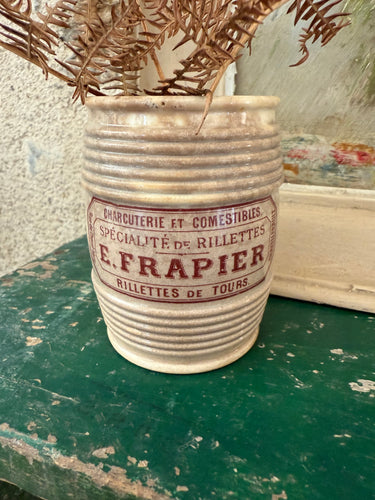 CHARCUTERIE ET COMESTIBLES
SPÉCIALITÉ DE RILLETTES
E. FRAPIER
RILLETTES DE TOURS.